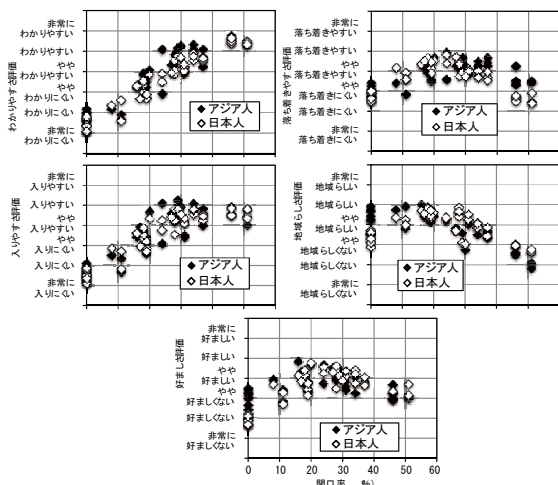 わかりやすさ評価
非常に
わかりやすい
わかりやすい
やや
わかりやすい
やや
わかりにくい
わかりにくい
非常に
わかりにくい
アジア人
日本人
落ち着きやすさ評価
非常に
落ち着きやすい
落ち着きやすい
やや
落ち着きやすい
やや
落ち着きにくい
落ち着きにくい
非常に
落ち着きにくい
アジア人
日本人
入りやすさ評価
非常に
入りやすい
入りやすい
やや
入りやすい
やや
入りにくい
入りにくい
非常に
入りにくい
アジア人
日本人
地域らしさ評価
非常に
地域らしい
地域らしい
やや
地域らしい
やや
地域らしくない
地域らしくない
非常に
地域らしくない
アジア人
日本人
好ましさ評価
非常に
好ましい
好ましい
やや
好ましい
やや
好ましくない
好ましくない
非常に
好ましくない
アジア人
日本人
0 10 20 30 40 50 60
開口率 %)